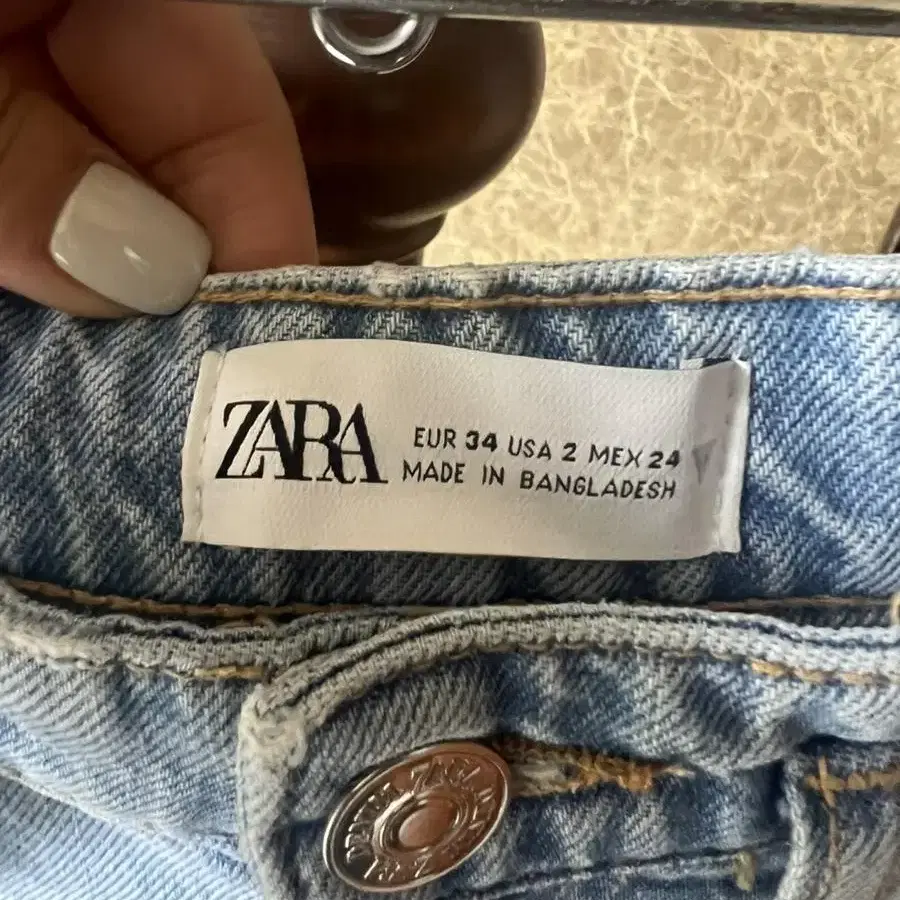 ZARA
EUR 34 USA 2 MEX 24
MADE IN BANGLADESH